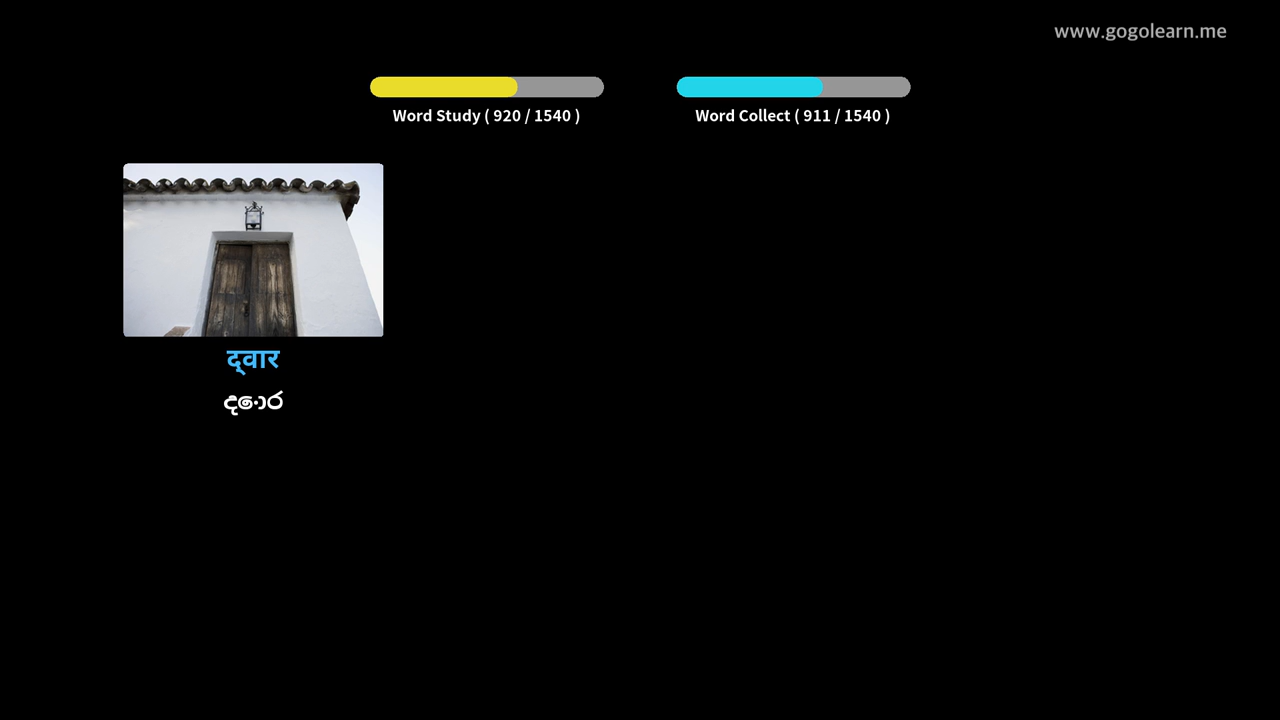 www.gogolearn.me
Word Study ( 920 / 1540 )
Word Collect ( 911 / 1540 )
द्‌वार
දොර